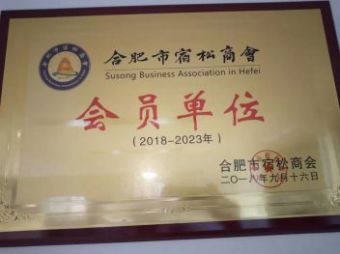 合肥市宿松商會
Susong Business Association in Hefei
会员单位
(2018-2023年)
合肥市宿松商会
二〇一八年九月十六日